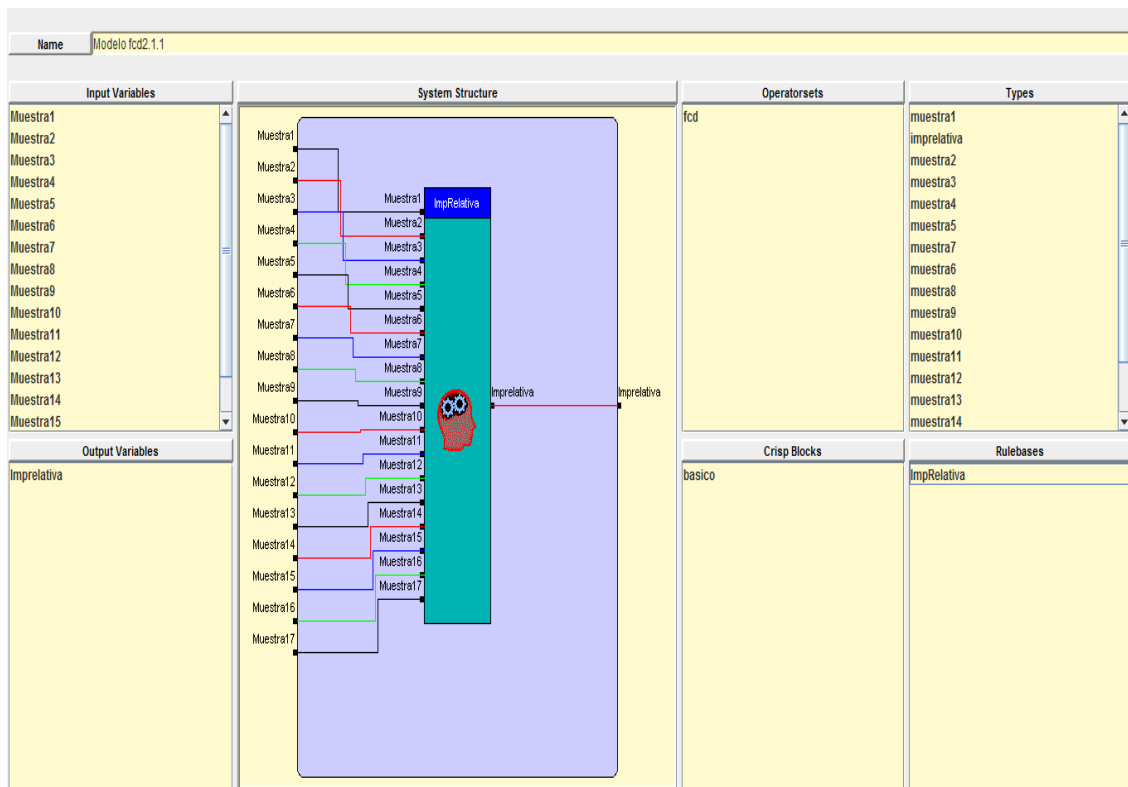 Name
Modelo fcd2.1.1
Input Variables
Muestra1
Muestra2
Muestra3
Muestra4
Muestra5
Muestra6
Muestra7
Muestra8
Muestra9
Muestra10
Muestra11
Muestra12
Muestra13
Muestra14
Muestra15
Output Variables
Imprelativa
System Structure
Muestra1
Muestra2
Muestra3
Muestra4
Muestra5
Muestra6
Muestra7
Muestra8
Muestra9
Muestra10
Muestra11
Muestra12
Muestra13
Muestra14
Muestra15
Muestra16
Muestra17
Muestra1
Muestra2
Muestra3
Muestra4
Muestra5
Muestra6
Muestra7
Muestra8
Muestra9
Muestra10
Muestra11
Muestra12
Muestra13
Muestra14
Muestra15
Muestra16
Muestra17
ImpRelativa
Imprelativa
Imprelativa
Operatorsets
fcd
Types
muestra1
imprelativa
muestra2
muestra3
muestra4
muestra5
muestra7
muestra6
muestra8
muestra9
muestra10
muestra11
muestra12
muestra13
muestra14
Crisp Blocks
basico
Rulebases
ImpRelativa